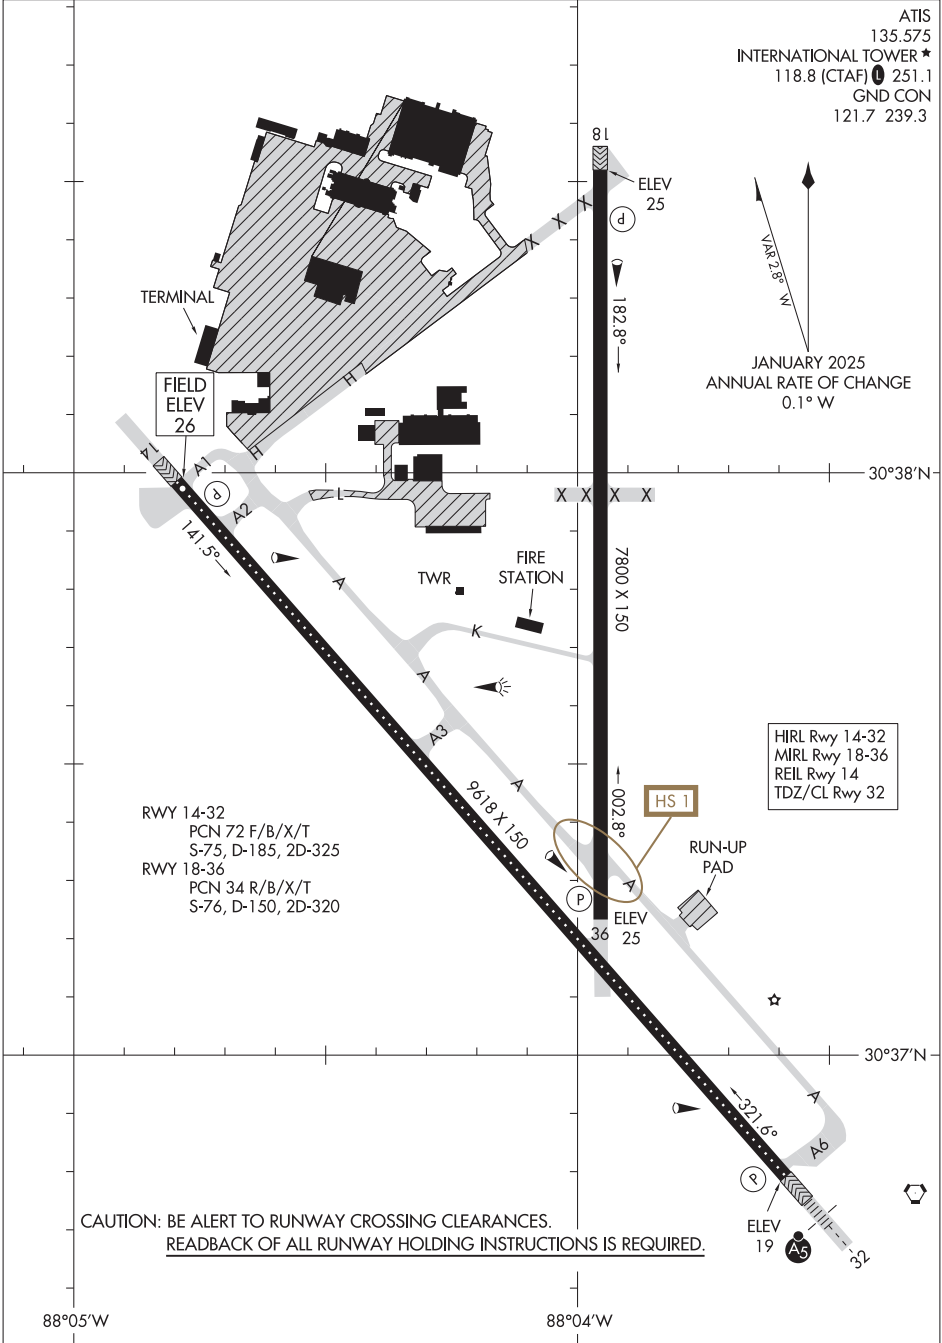 ATIS
135.575
INTERNATIONAL TOWER ★
118.8 (CTAF) L 251.1
GND CON
121.7 239.3
18
ELEV
25
P
X X X
182.8°
VAR 2.8° W
JANUARY 2025
ANNUAL RATE OF CHANGE
0.1° W
TERMINAL
FIELD
ELEV
26
H
H
14
A1
P
A2
L
X X X X
30°38'N
141.5°
A
TWR
FIRE
STATION
7800 X 150
K
A
A3
A
HIRL Rwy 14-32
MIRL Rwy 18-36
REIL Rwy 14
TDZ/CL Rwy 32
9618 X 150
002.8°
HS 1
RWY 14-32
PCN 72 F/B/X/T
S-75, D-185, 2D-325
RWY 18-36
PCN 34 R/B/X/T
S-76, D-150, 2D-320
RUN-UP
PAD
A
P
36
ELEV
25
30°37'N
321.6°
A
A6
P
ELEV
19
A5
32
CAUTION: BE ALERT TO RUNWAY CROSSING CLEARANCES.
READBACK OF ALL RUNWAY HOLDING INSTRUCTIONS IS REQUIRED.
88°05'W
88°04'W